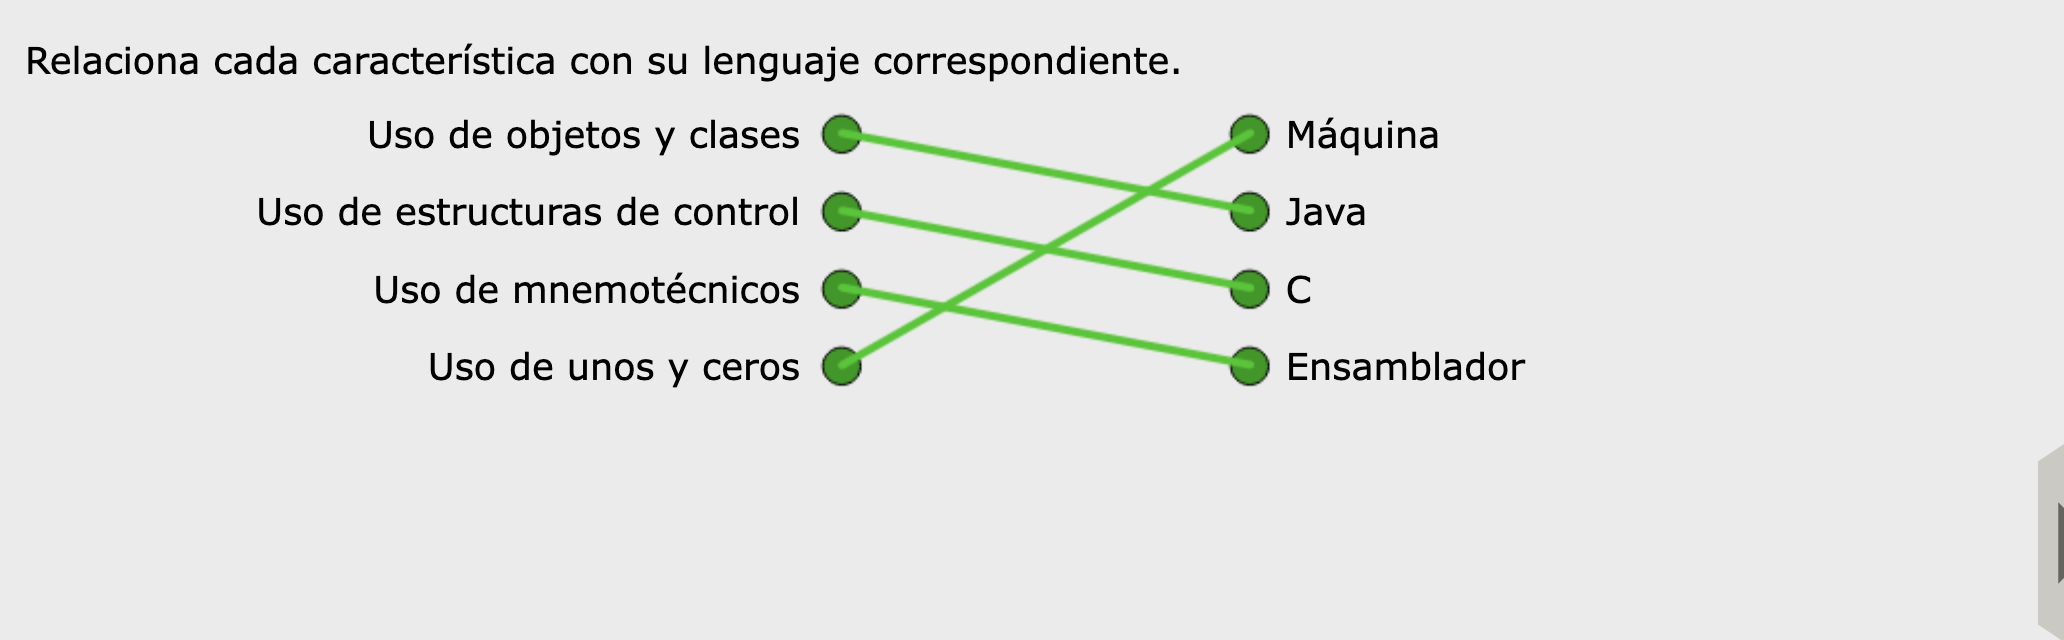 Relaciona cada característica con su lenguaje correspondiente.
Uso de objetos y clases
Máquina
Uso de estructuras de control
Java
Uso de mnemotécnicos
C
Uso de unos y ceros
Ensamblador